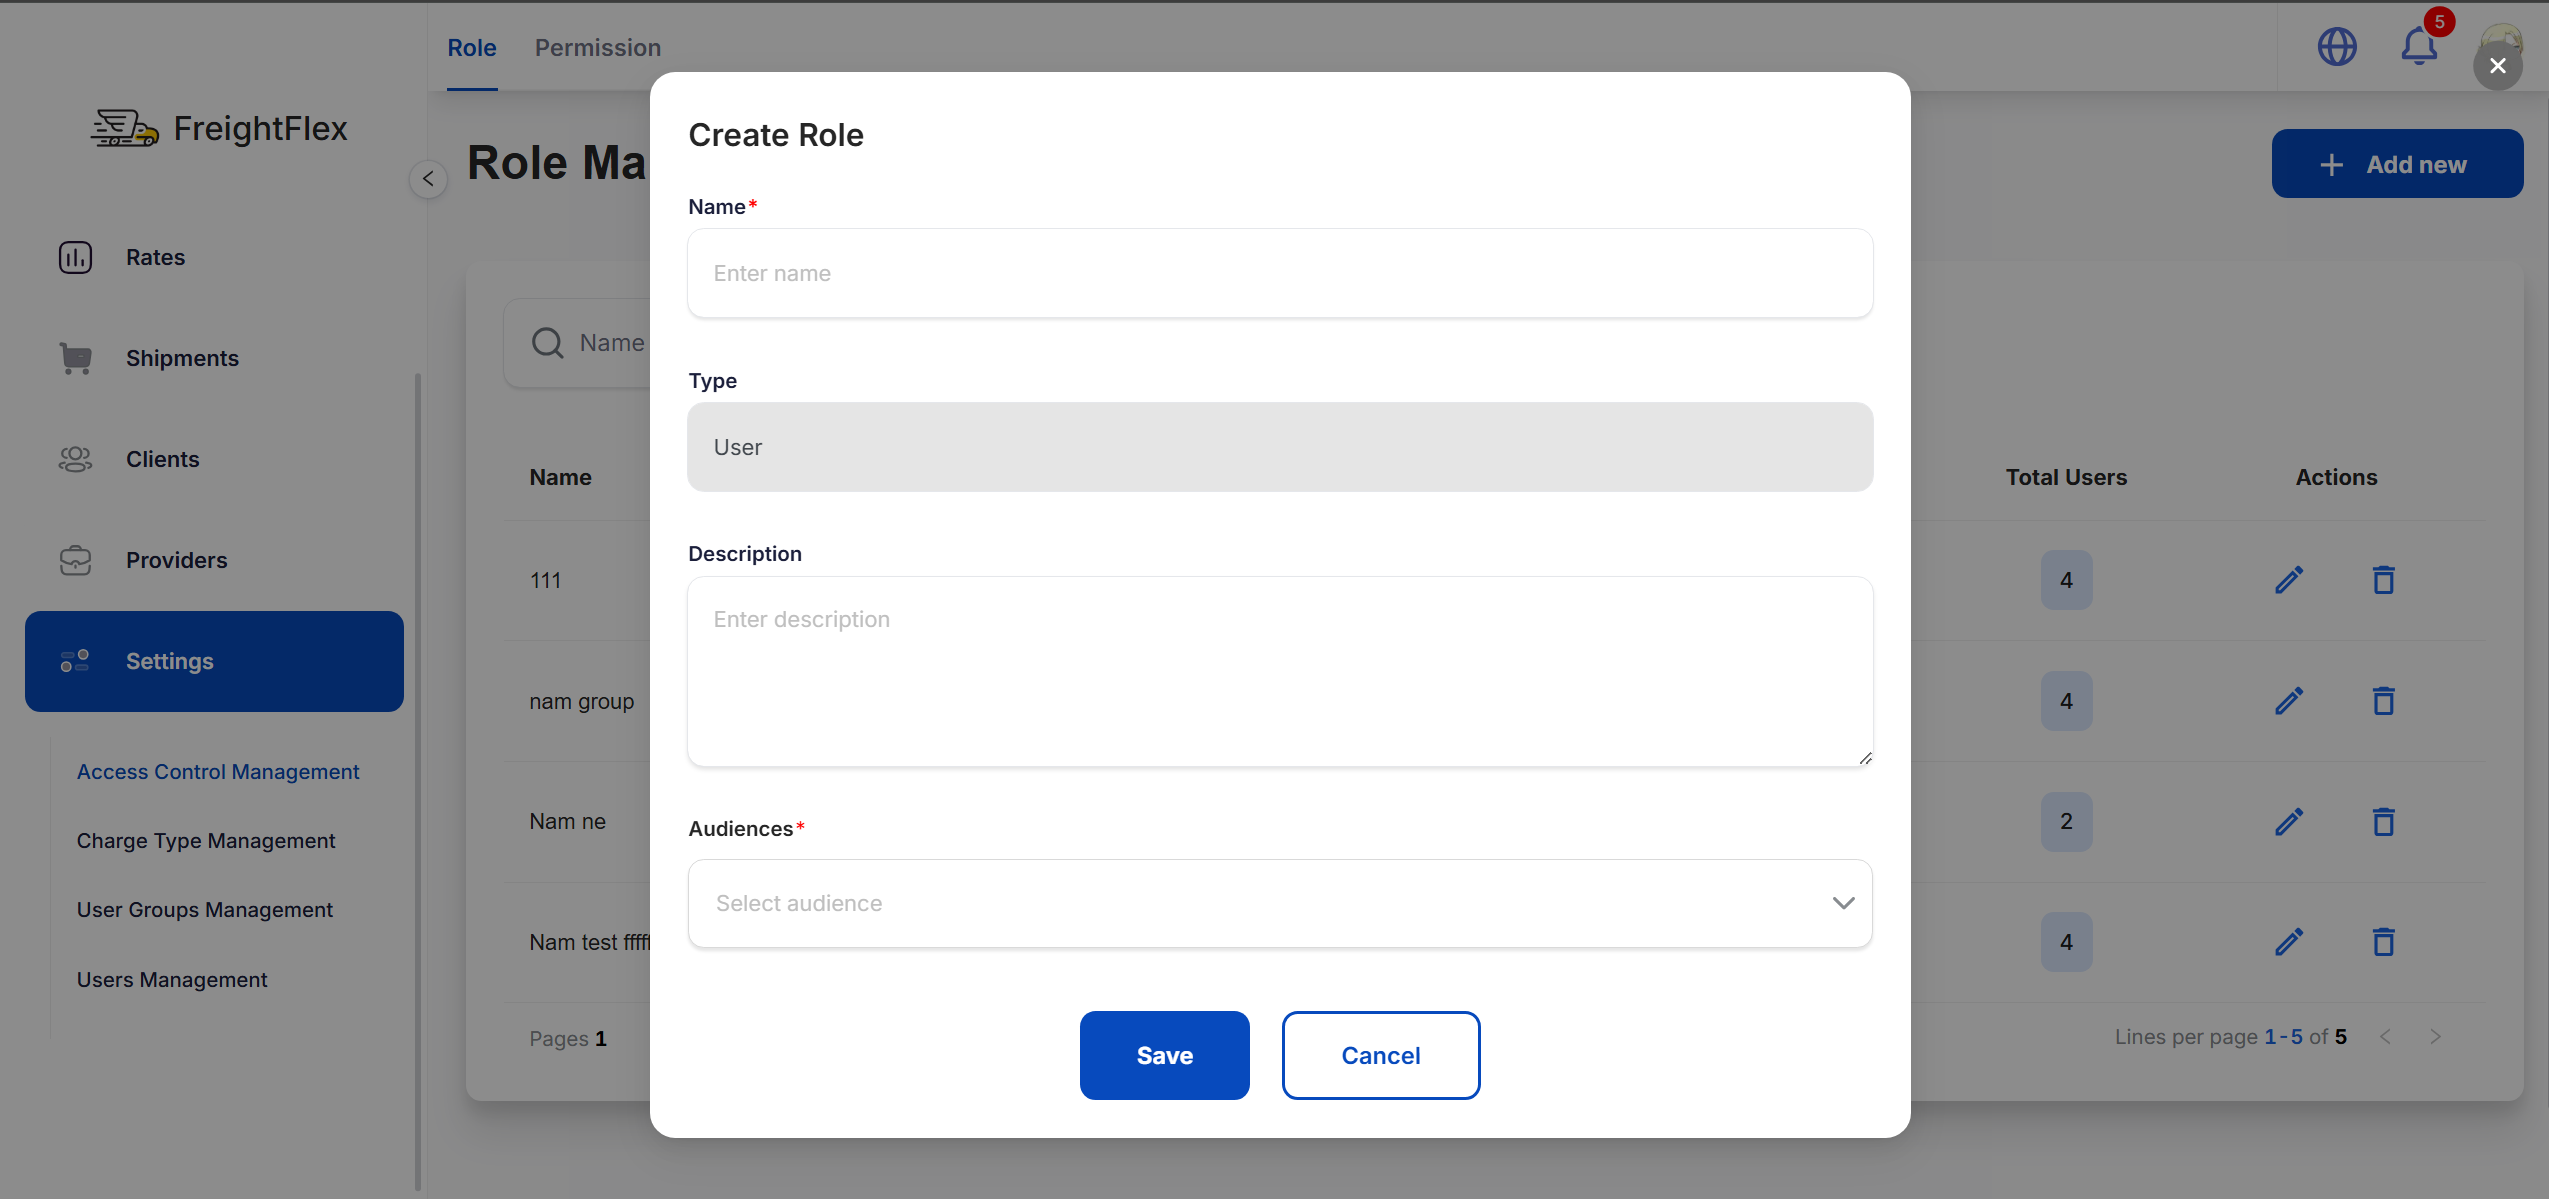 Role Permission
5
FreightFlex
Role Ma
Add new
Rates
Shipments
Clients
Providers
Settings
Access Control Management
Charge Type Management
User Groups Management
Users Management
Name
Name Total Users Actions
111 4
nam group 4
Nam ne 2
Nam test fffff 4
Pages 1
Lines per page 1-5 of 5
Create Role
Name*
Enter name
Type
User
Description
Enter description
Audiences*
Select audience
Save Cancel